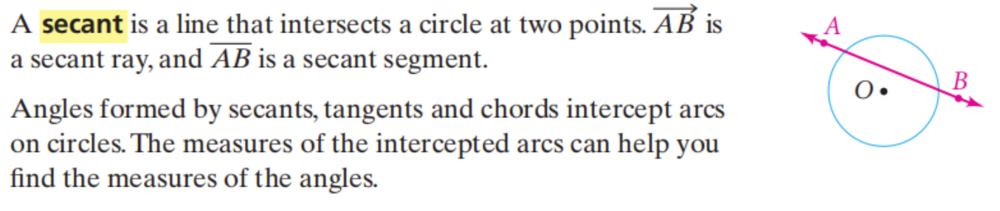 A secant is a line that intersects a circle at two points. $\overrightarrow{AB}$ is
a secant ray, and $\overline{AB}$ is a secant segment.
Angles formed by secants, tangents and chords intercept arcs
on circles. The measures of the intercepted arcs can help you
find the measures of the angles.
A
B
O